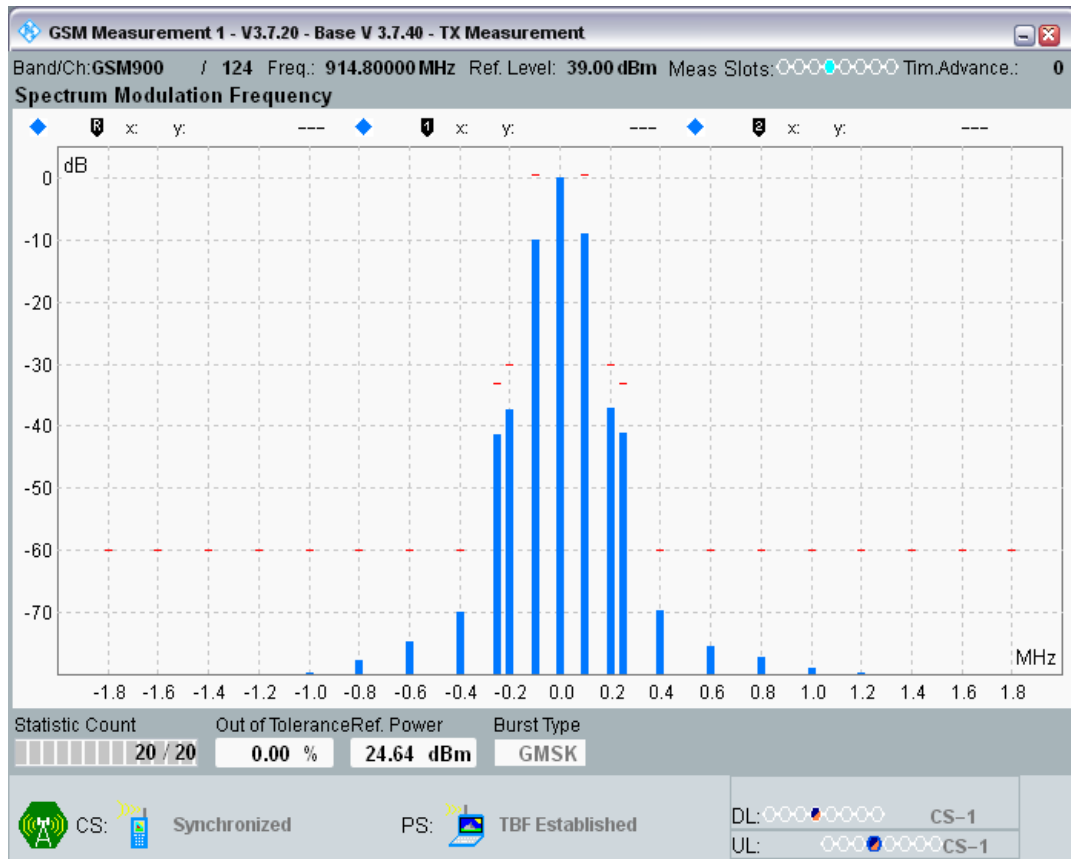 GSM Measurement 1 - V3.7.20 - Base V 3.7.40 - TX Measurement
Band/Ch:GSM900 / 124 Freq.: 914.80000 MHz Ref. Level: 39.00 dBm Meas Slots: Tim.Advance.: 0
Spectrum Modulation Frequency
R x: y: --- 1 x: y: --- 2 x: y: ---
dB
0
-10
-20
-30
-40
-50
-60
-70
MHz
-1.8 -1.6 -1.4 -1.2 -1.0 -0.8 -0.6 -0.4 -0.2 0.0 0.2 0.4 0.6 0.8 1.0 1.2 1.4 1.6 1.8
Statistic Count Out of Tolerance Ref. Power Burst Type
20 / 20 0.00 % 24.64 dBm GMSK
CS: Synchronized PS: TBF Established
DL: CS-1
UL: CS-1